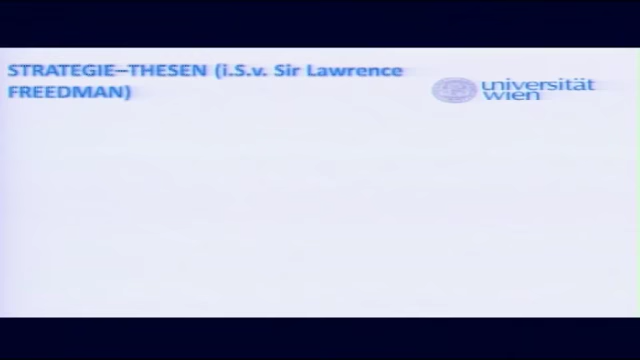 STRATEGIE–THESEN (i.S.v. Sir Lawrence
FREEDMAN)
universität
wien